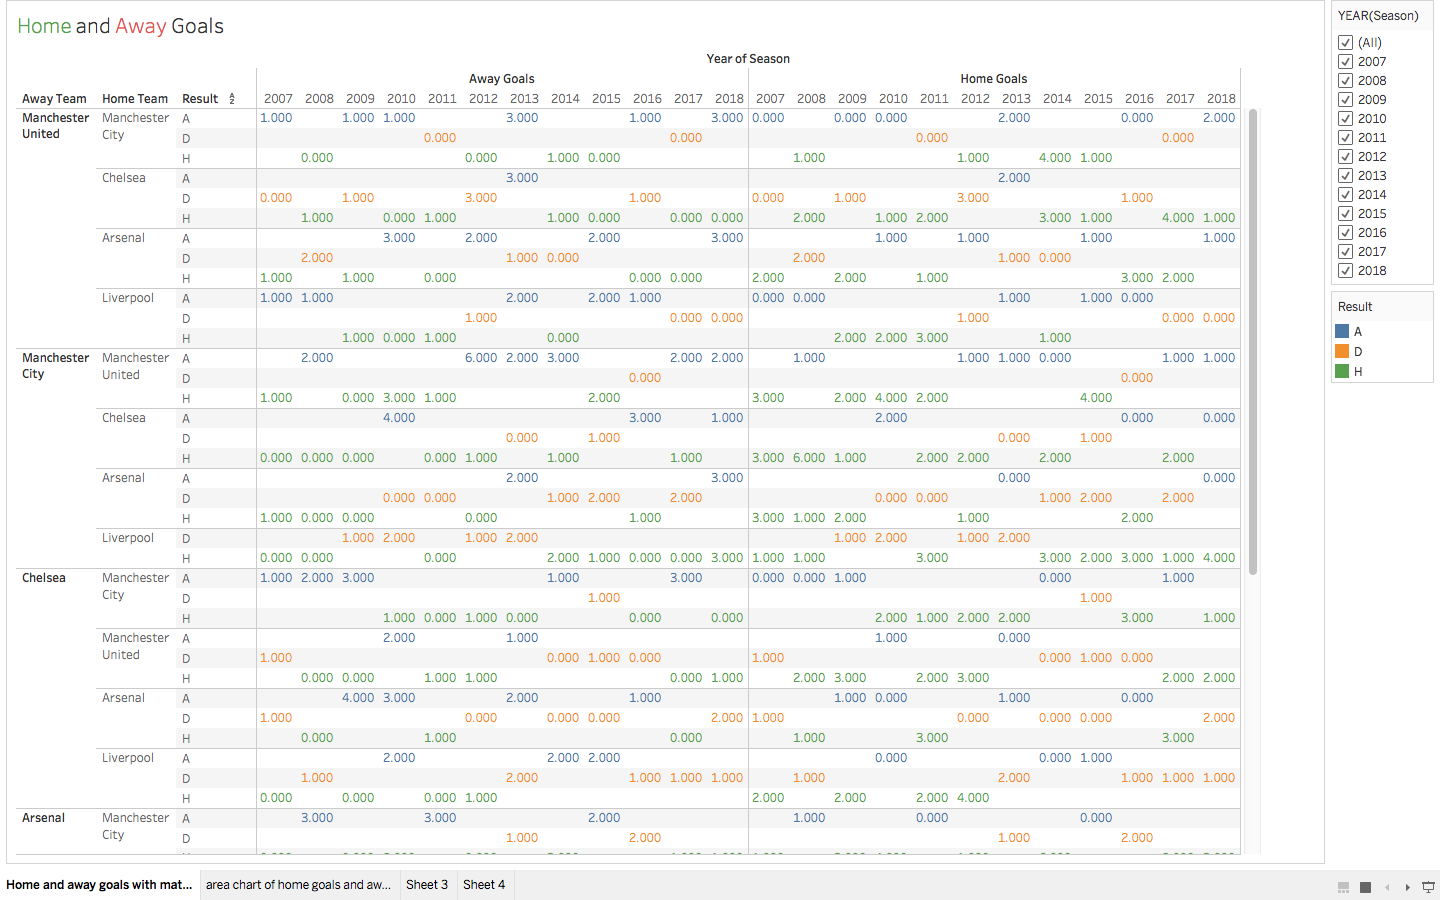 Home and Away Goals
Year of Season
Away Goals Home Goals
Away Team Home Team Result 2007 2008 2009 2010 2011 2012 2013 2014 2015 2016 2017 2018 2007 2008 2009 2010 2011 2012 2013 2014 2015 2016 2017 2018
Manchester United Manchester City A 1.000 1.000 1.000 3.000 1.000 3.000 0.000 0.000 0.000 2.000 0.000 2.000
D 0.000 0.000 0.000 0.000
H 0.000 0.000 1.000 0.000 1.000 1.000 4.000 1.000
Chelsea A 3.000 2.000
D 0.000 1.000 3.000 1.000 0.000 1.000 3.000 1.000
H 1.000 0.000 1.000 1.000 0.000 0.000 0.000 2.000 1.000 2.000 3.000 1.000 4.000 1.000
Arsenal A 3.000 2.000 2.000 3.000 1.000 1.000 1.000 1.000
D 2.000 1.000 0.000 2.000 1.000 0.000
H 1.000 1.000 0.000 0.000 0.000 2.000 2.000 1.000 3.000 2.000
Liverpool A 1.000 1.000 2.000 2.000 1.000 0.000 0.000 1.000 1.000 0.000
D 1.000 0.000 0.000 1.000 0.000 0.000
H 1.000 0.000 1.000 0.000 2.000 2.000 3.000 1.000
Manchester City Manchester United A 2.000 6.000 2.000 3.000 2.000 2.000 1.000 1.000 1.000 0.000 1.000 1.000
D 0.000 0.000
H 1.000 0.000 3.000 1.000 2.000 3.000 2.000 4.000 2.000 4.000
Chelsea A 4.000 3.000 1.000 2.000 0.000 0.000
D 0.000 1.000 0.000 1.000
H 0.000 0.000 0.000 0.000 1.000 1.000 1.000 3.000 6.000 1.000 2.000 2.000 2.000 2.000
Arsenal A 2.000 3.000 0.000 0.000
D 0.000 0.000 1.000 2.000 2.000 0.000 0.000 1.000 2.000 2.000
H 1.000 0.000 0.000 0.000 1.000 3.000 1.000 2.000 1.000 2.000
Liverpool D 1.000 2.000 1.000 2.000 1.000 2.000 1.000 2.000
H 0.000 0.000 0.000 2.000 1.000 0.000 0.000 3.000 1.000 1.000 3.000 3.000 2.000 3.000 1.000 4.000
Chelsea Manchester City A 1.000 2.000 3.000 1.000 3.000 0.000 0.000 1.000 0.000 1.000
D 1.000 1.000
H 1.000 0.000 1.000 0.000 0.000 0.000 2.000 1.000 2.000 2.000 3.000 1.000
Manchester United A 2.000 1.000 1.000 0.000
D 1.000 0.000 1.000 0.000 1.000 0.000 1.000 0.000
H 0.000 0.000 1.000 1.000 0.000 1.000 2.000 3.000 2.000 3.000 2.000 2.000
Arsenal A 4.000 3.000 2.000 1.000 1.000 0.000 1.000 0.000
D 1.000 0.000 0.000 0.000 2.000 1.000 0.000 0.000 0.000 2.000
H 0.000 1.000 0.000 1.000 3.000 3.000
Liverpool A 2.000 2.000 2.000 0.000 0.000 1.000
D 1.000 2.000 1.000 1.000 1.000 1.000 2.000 1.000 1.000 1.000
H 0.000 0.000 0.000 1.000 2.000 2.000 2.000 4.000
Arsenal Manchester City A 3.000 3.000 2.000 1.000 0.000 0.000
D 1.000 2.000 1.000 2.000
YEAR(Season)
(All)
2007
2008
2009
2010
2011
2012
2013
2014
2015
2016
2017
2018
Result
A
D
H
Home and away goals with mat... area chart of home goals and aw... Sheet 3 Sheet 4